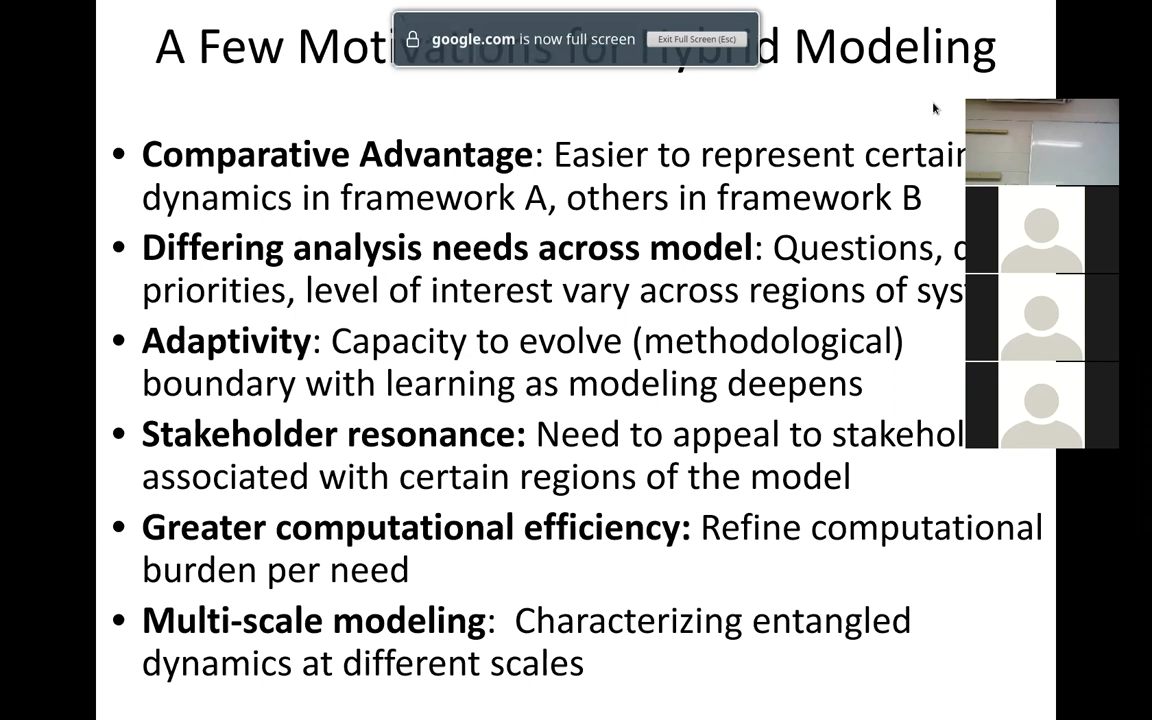 A Few Moti Modeling
google.com is now full screen Exit Full Screen (Esc)
• Comparative Advantage: Easier to represent certain
dynamics in framework A, others in framework B
• Differing analysis needs across model: Questions,
priorities, level of interest vary across regions of
• Adaptivity: Capacity to evolve (methodological)
boundary with learning as modeling deepens
• Stakeholder resonance: Need to appeal to
associated with certain regions of the model
• Greater computational efficiency: Refine computational
burden per need
• Multi-scale modeling: Characterizing entangled
dynamics at different scales